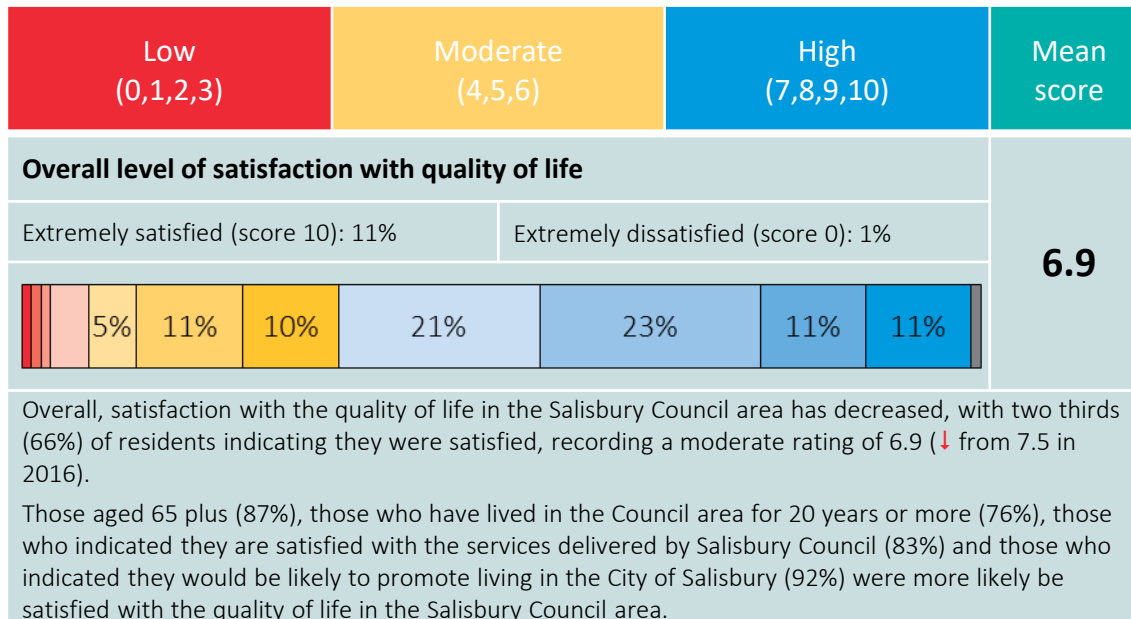 Low
(0,1,2,3)
Moderate
(4,5,6)
High
(7,8,9,10)
Mean
score
Overall level of satisfaction with quality of life
Extremely satisfied (score 10): 11%
Extremely dissatisfied (score 0): 1%
6.9
5% 11% 10% 21% 23% 11% 11%
Overall, satisfaction with the quality of life in the Salisbury Council area has decreased, with two thirds
(66%) of residents indicating they were satisfied, recording a moderate rating of 6.9 (↓ from 7.5 in
2016).
Those aged 65 plus (87%), those who have lived in the Council area for 20 years or more (76%), those
who indicated they are satisfied with the services delivered by Salisbury Council (83%) and those who
indicated they would be likely to promote living in the City of Salisbury (92%) were more likely be
satisfied with the quality of life in the Salisbury Council area.